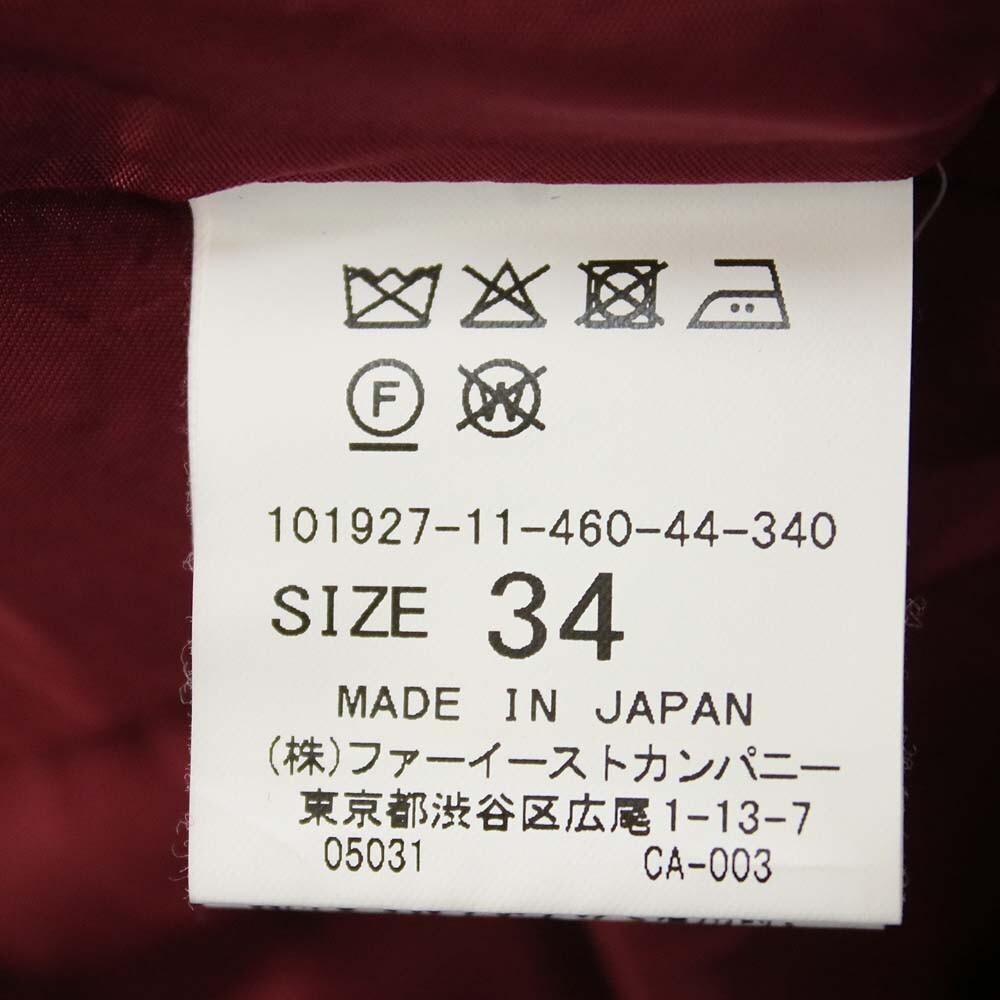 F W
101927-11-460-44-340
SIZE 34
MADE IN JAPAN
(株)ファーイーストカンパニー
東京都渋谷区広尾1-13-7
05031 CA-003